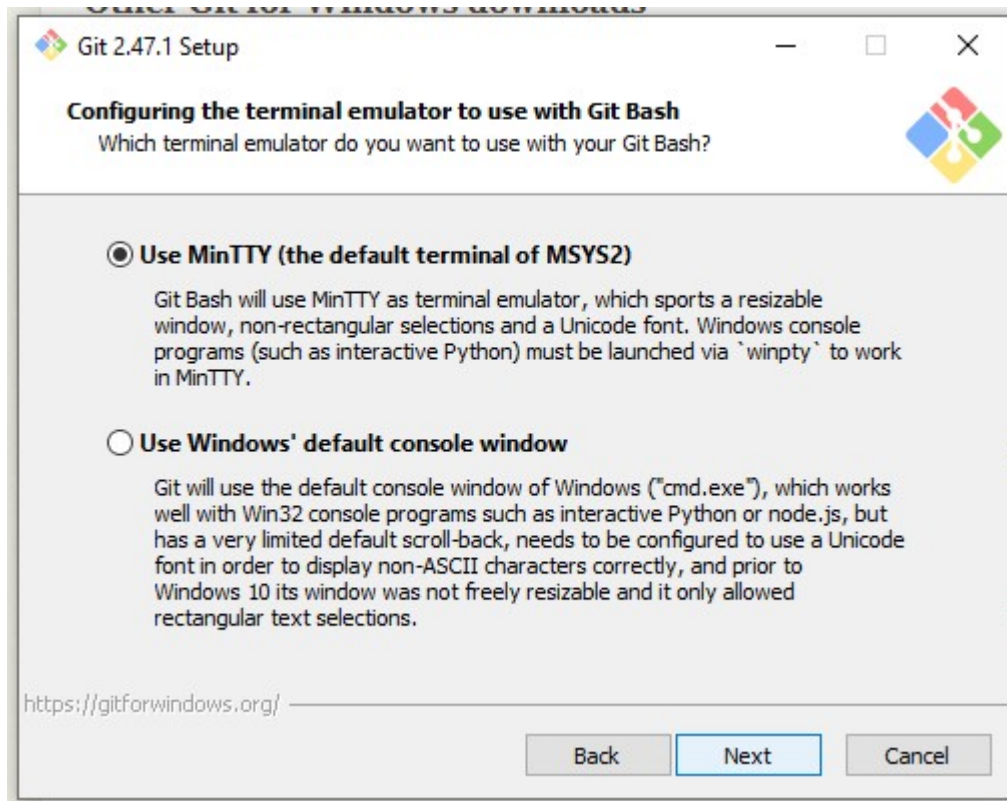 Other Git for Windows downloads
Git 2.47.1 Setup
Configuring the terminal emulator to use with Git Bash
Which terminal emulator do you want to use with your Git Bash?
Use MinTTY (the default terminal of MSYS2)
Git Bash will use MinTTY as terminal emulator, which sports a resizable
window, non-rectangular selections and a Unicode font. Windows console
programs (such as interactive Python) must be launched via `winpty` to work
in MinTTY.
Use Windows' default console window
Git will use the default console window of Windows ("cmd.exe"), which works
well with Win32 console programs such as interactive Python or node.js, but
has a very limited default scroll-back, needs to be configured to use a Unicode
font in order to display non-ASCII characters correctly, and prior to
Windows 10 its window was not freely resizable and it only allowed
rectangular text selections.
https://gitforwindows.org/
Back Next Cancel